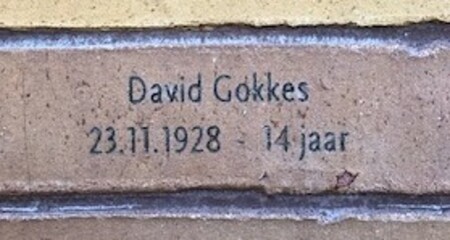 David Gokkes
23.11.1928 - 14 jaar